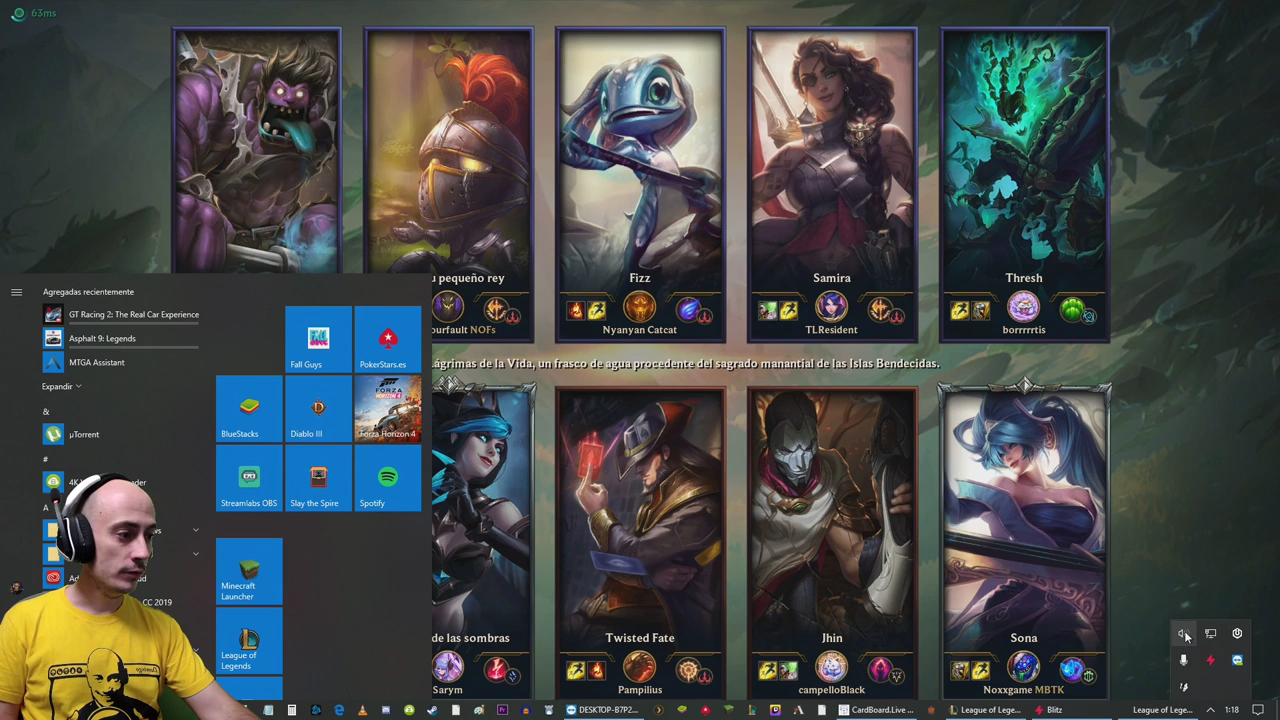 63ms
u pequeño rey
Fizz
Samira
Thresh
ourfault NOFs
Nyanyan Catcat
TLResident
borrrrrtis
ágrimas de la Vida, un frasco de agua procedente del sagrado manantial de las Islas Bendecidas.
de las sombras
Twisted Fate
Jhin
Sona
Sarym
Pampilius
campelloBlack
Noxxgame MBTK
Agregadas recientemente
GT Racing 2: The Real Car Experience
Asphalt 9: Legends
MTGA Assistant
Expandir
&
µTorrent
#
A
CC 2019
Fall Guys
PokerStars.es
BlueStacks
Diablo III
FORZA
HORIZON 4
Forza Horizon 4
Streamlabs OBS
Slay the Spire
Spotify
Minecraft
Launcher
League of
Legends
DESKTOP-B7P2...
CardBoard.Live ...
League of Lege...
Blitz
League of Lege...
1:18